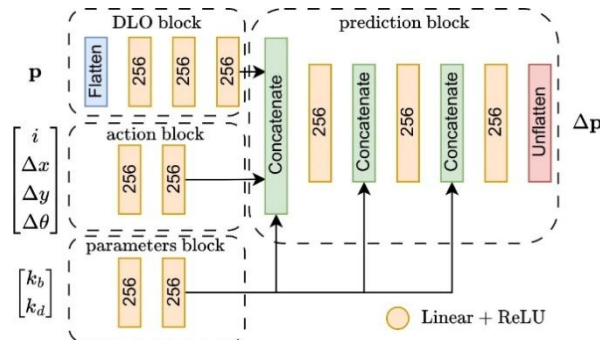 DLO block
prediction block
p
Flatten
256
256
256
Concatenate
256
Concatenate
256
Concatenate
256
Unflatten
Δp
action block
i
Δx
Δy
Δθ
256
256
parameters block
k_b
k_d
256
256
Linear + ReLU